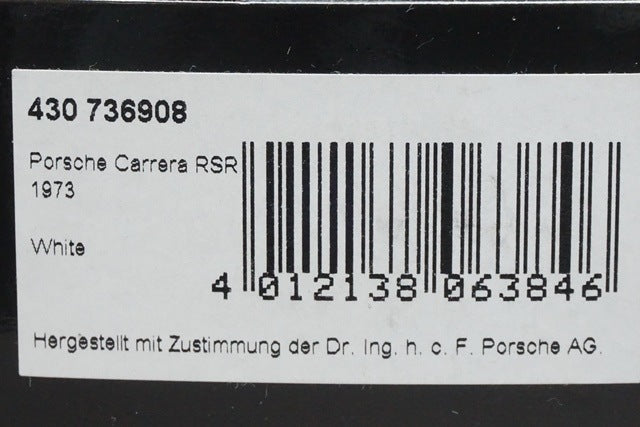 430 736908
Porsche Carrera RSR
1973
White
4 012138 063846
Hergestellt mit Zustimmung der Dr. Ing. h. c. F. Porsche AG.